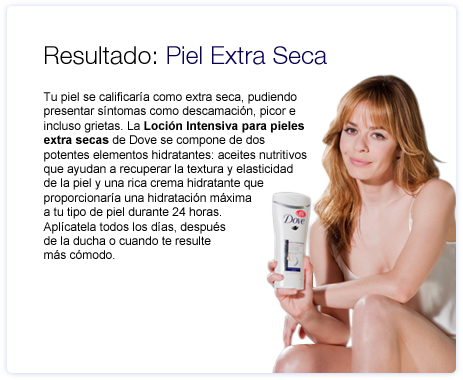 Resultado: Piel Extra Seca
Tu piel se calificaría como extra seca, pudiendo
presentar síntomas como descamación, picor e
incluso grietas. La Loción Intensiva para pieles
extra secas de Dove se compone de dos
potentes elementos hidratantes: aceites nutritivos
que ayudan a recuperar la textura y elasticidad
de la piel y una rica crema hidratante que
proporcionaría una hidratación máxima
a tu tipo de piel durante 24 horas.
Aplícatela todos los días, después
de la ducha o cuando te resulte
más cómodo.
Dove